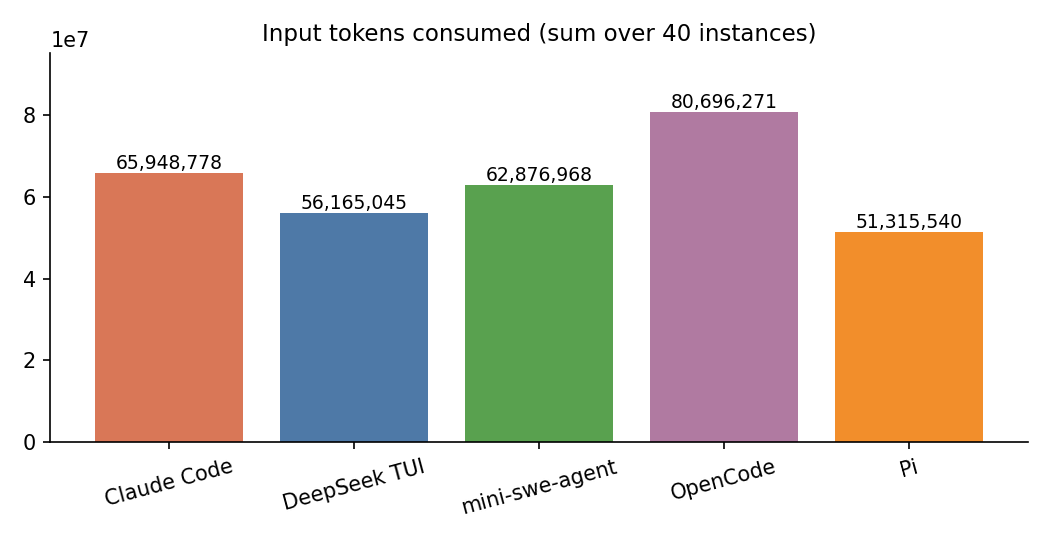 Input tokens consumed (sum over 40 instances)
1e7
8
6
4
2
0
65,948,778
56,165,045
62,876,968
80,696,271
51,315,540
Claude Code
DeepSeek TUI
mini-swe-agent
OpenCode
Pi